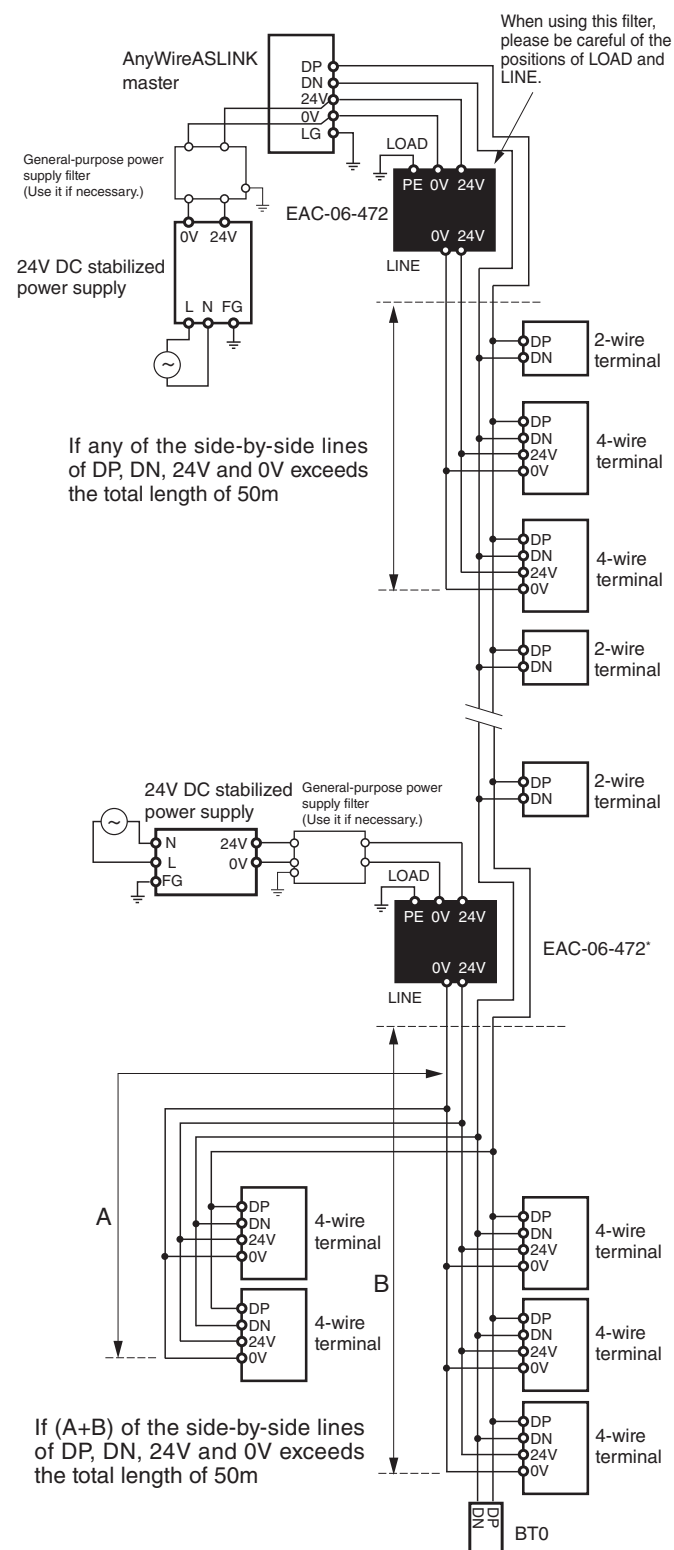 When using this filter,
please be careful of the
positions of LOAD and
LINE.
AnyWireASLINK
master
DP
DN
24V
0V
LG
LOAD
General-purpose power
supply filter
(Use it if necessary.)
PE 0V 24V
EAC-06-472
0V 24V
0V 24V
LINE
24V DC stabilized
power supply
L N FG
~
DP
DN
2-wire
terminal
If any of the side-by-side lines
of DP, DN, 24V and 0V exceeds
the total length of 50m
DP
DN
24V
0V
4-wire
terminal
DP
DN
24V
0V
4-wire
terminal
DP
DN
2-wire
terminal
DP
DN
2-wire
terminal
24V DC stabilized
power supply
General-purpose power
supply filter
(Use it if necessary.)
~
N
L
FG
24V
0V
LOAD
PE 0V 24V
EAC-06-472*
0V 24V
LINE
A
B
DP
DN
24V
0V
4-wire
terminal
DP
DN
24V
0V
4-wire
terminal
DP
DN
24V
0V
4-wire
terminal
DP
DN
24V
0V
4-wire
terminal
DP
DN
24V
0V
4-wire
terminal
If (A+B) of the side-by-side lines
of DP, DN, 24V and 0V exceeds
the total length of 50m
DP
DN
BT0